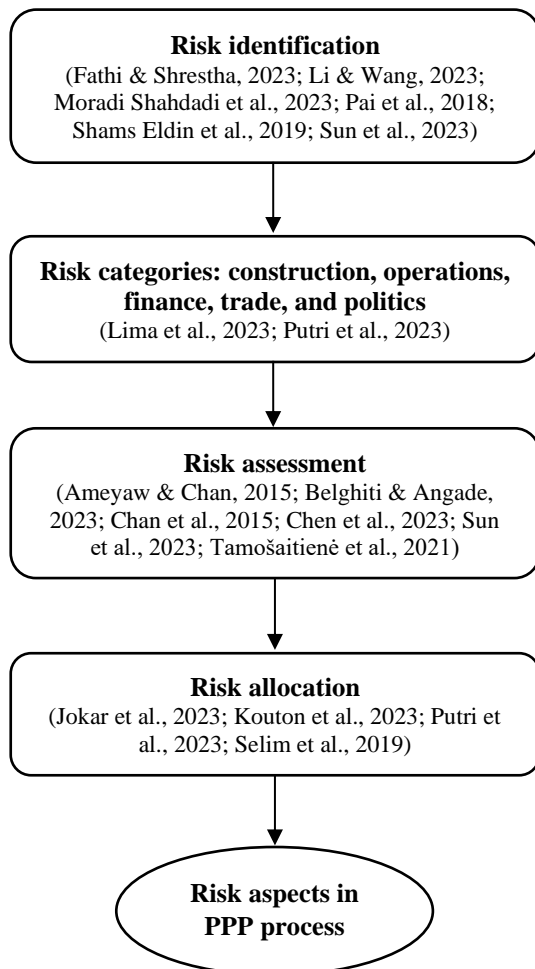 Risk identification
(Fathi & Shrestha, 2023; Li & Wang, 2023;
Moradi Shahdadi et al., 2023; Pai et al., 2018;
Shams Eldin et al., 2019; Sun et al., 2023)
Risk categories: construction, operations,
finance, trade, and politics
(Lima et al., 2023; Putri et al., 2023)
Risk assessment
(Ameyaw & Chan, 2015; Belghiti & Angade,
2023; Chan et al., 2015; Chen et al., 2023; Sun
et al., 2023; Tamošaitienė et al., 2021)
Risk allocation
(Jokar et al., 2023; Kouton et al., 2023; Putri et
al., 2023; Selim et al., 2019)
Risk aspects in
PPP process